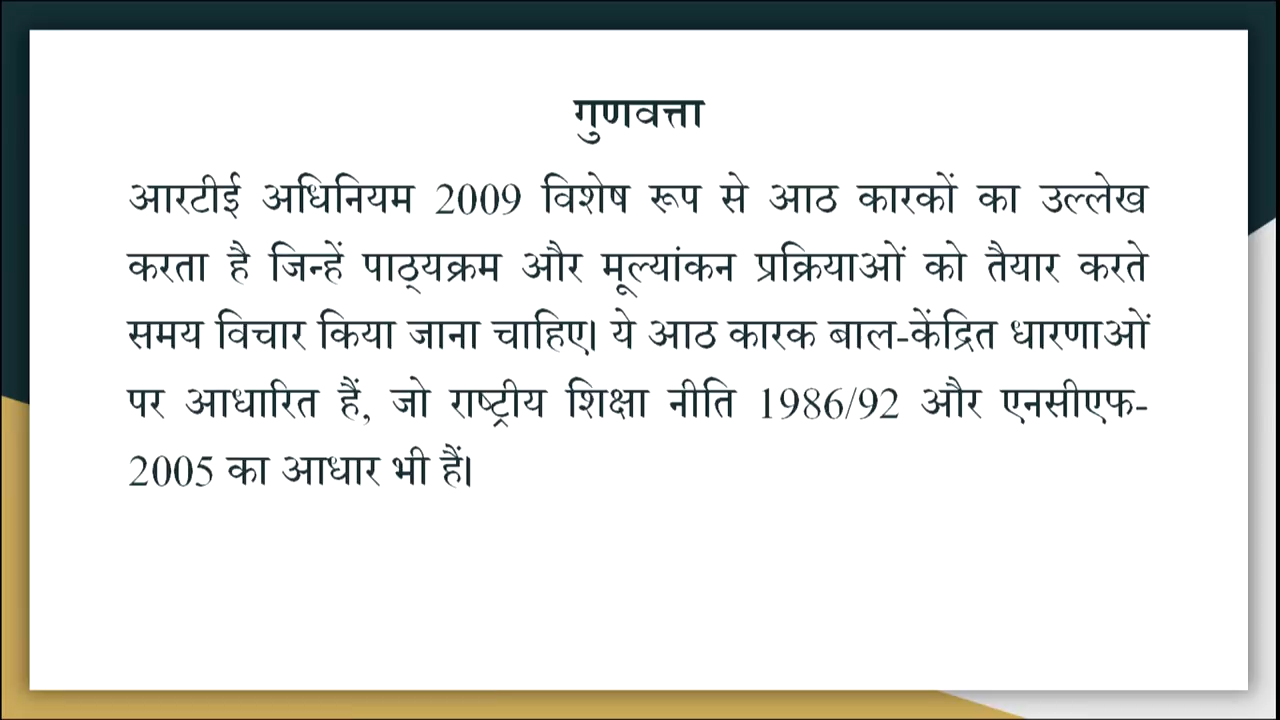 गुणवत्ता
आरटीई अधिनियम 2009 विशेष रूप से आठ कारकों का उल्लेख
करता है जिन्हें पाठ्यक्रम और मूल्यांकन प्रक्रियाओं को तैयार करते
समय विचार किया जाना चाहिए। ये आठ कारक बाल-केंद्रित धारणाओं
पर आधारित हैं, जो राष्ट्रीय शिक्षा नीति 1986/92 और एनसीएफ-
2005 का आधार भी हैं।